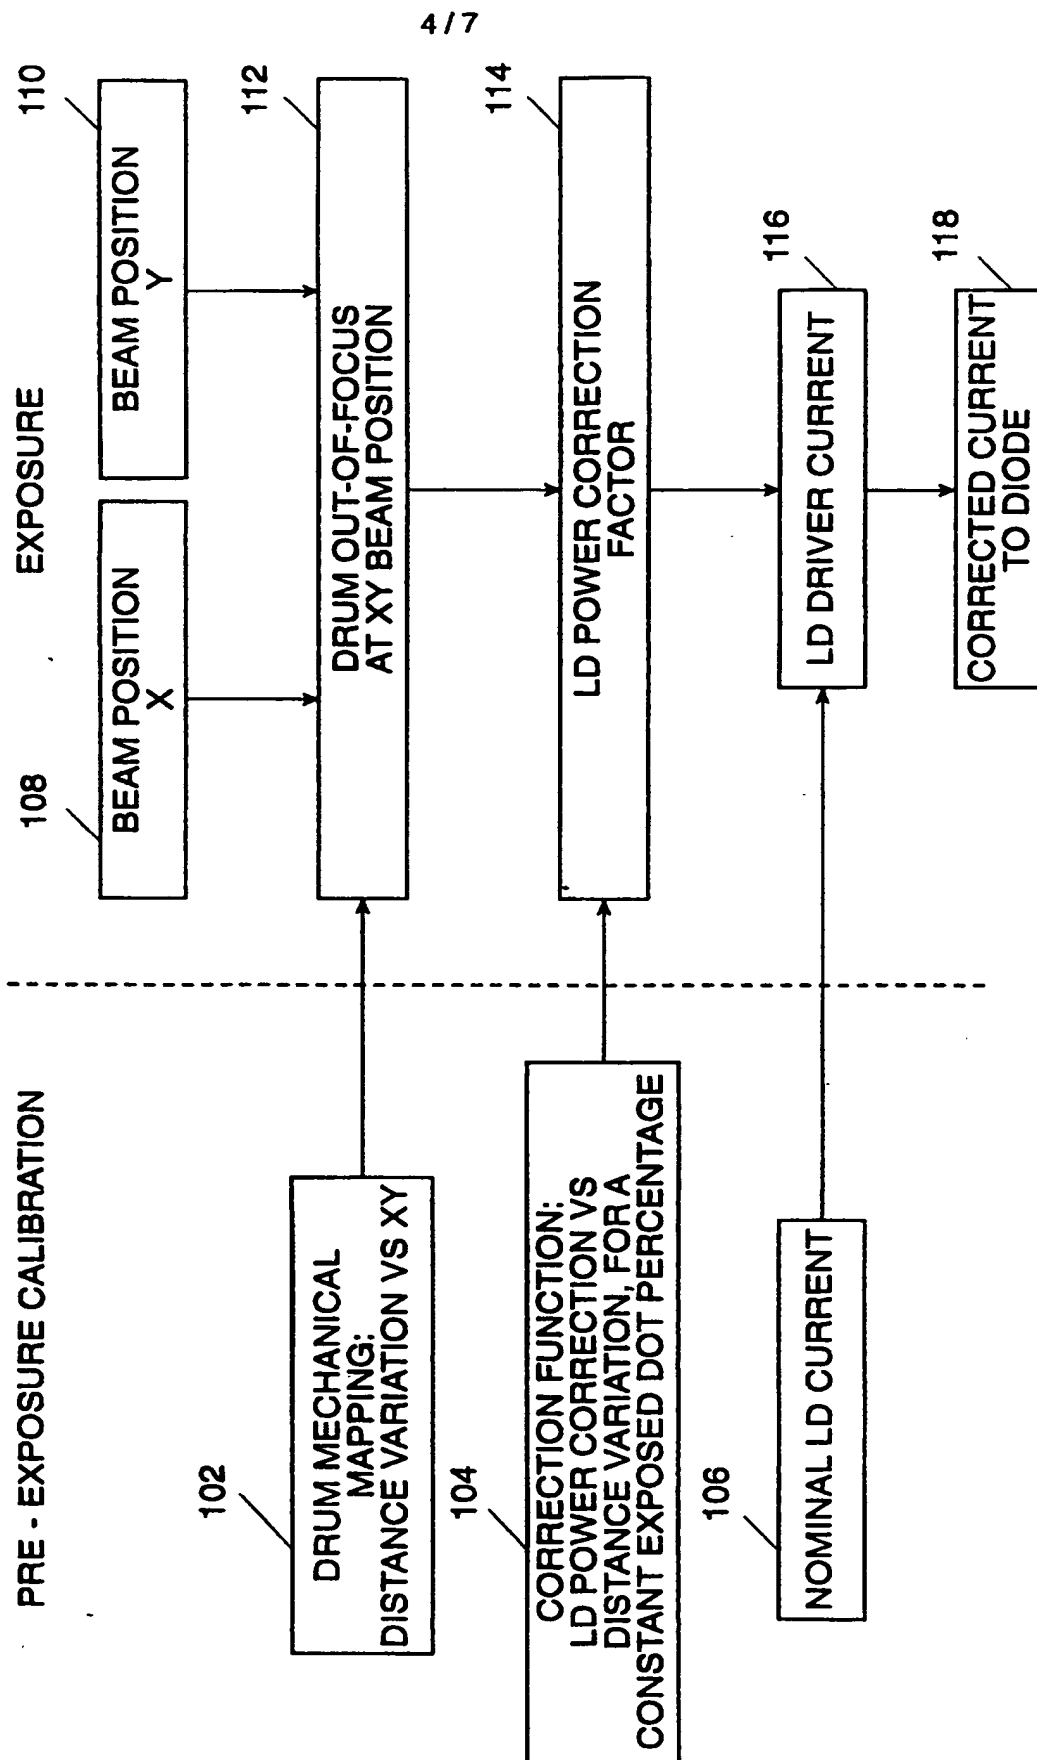 4 / 7
PRE - EXPOSURE CALIBRATION
EXPOSURE
102
DRUM MECHANICAL
MAPPING:
DISTANCE VARIATION VS XY
104
CORRECTION FUNCTION:
LD POWER CORRECTION VS
DISTANCE VARIATION, FOR A
CONSTANT EXPOSED DOT PERCENTAGE
106
NOMINAL LD CURRENT
108
BEAM POSITION
X
110
BEAM POSITION
Y
112
DRUM OUT-OF-FOCUS
AT XY BEAM POSITION
114
LD POWER CORRECTION
FACTOR
116
LD DRIVER CURRENT
118
CORRECTED CURRENT
TO DIODE